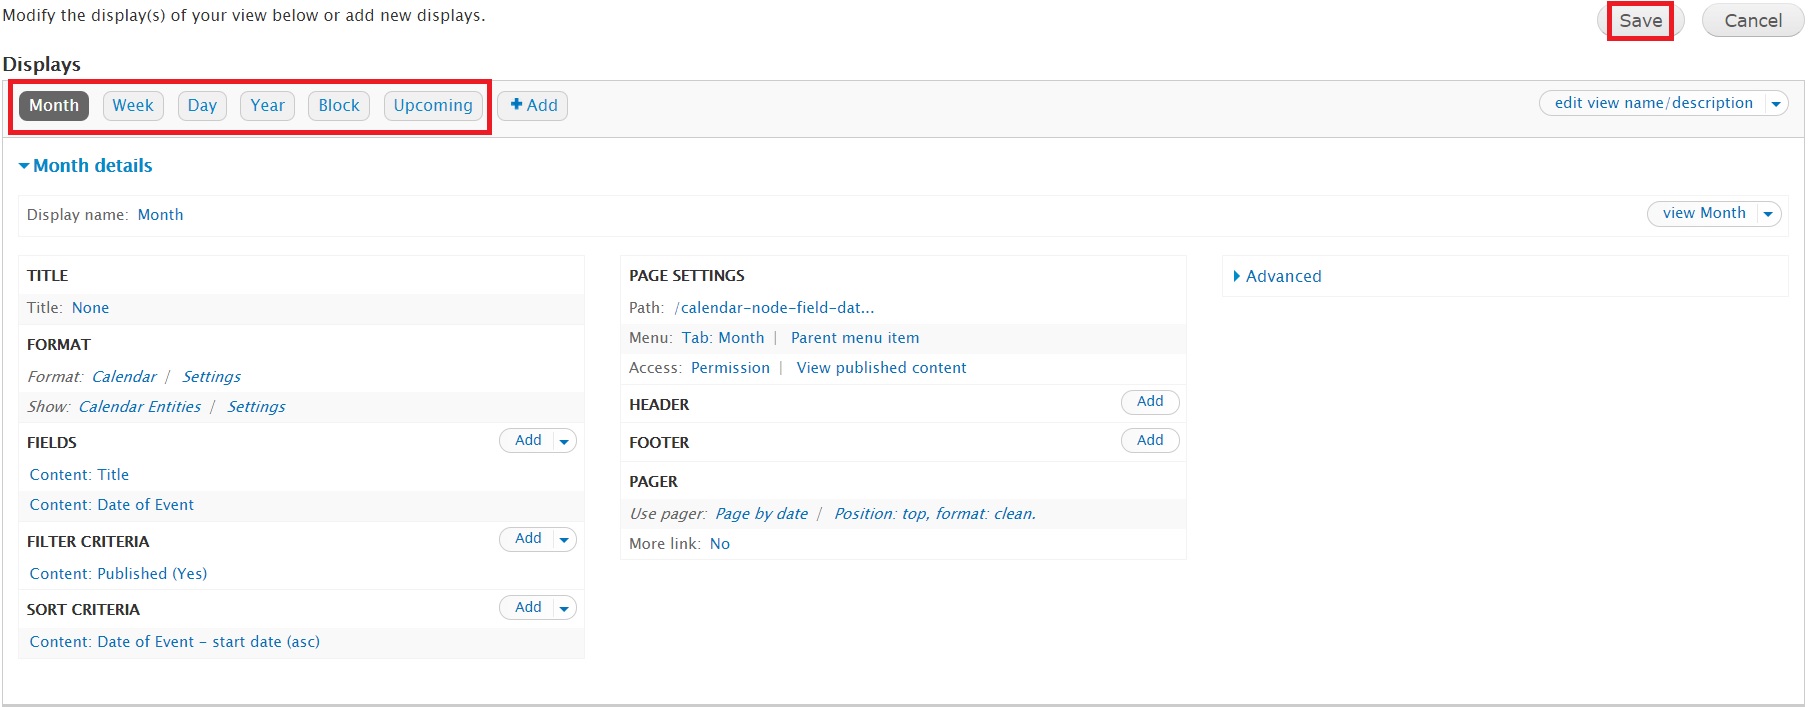 Modify the display(s) of your view below or add new displays.
Save Cancel
Displays
Month Week Day Year Block Upcoming + Add edit view name/description
Month details
Display name: Month view Month
TITLE
Title: None
FORMAT
Format: Calendar / Settings
Show: Calendar Entities / Settings
FIELDS Add
Content: Title
Content: Date of Event
FILTER CRITERIA Add
Content: Published (Yes)
SORT CRITERIA Add
Content: Date of Event - start date (asc)
PAGE SETTINGS
Path: /calendar-node-field-dat...
Menu: Tab: Month | Parent menu item
Access: Permission | View published content
HEADER Add
FOOTER Add
PAGER
Use pager: Page by date / Position: top, format: clean.
More link: No
Advanced